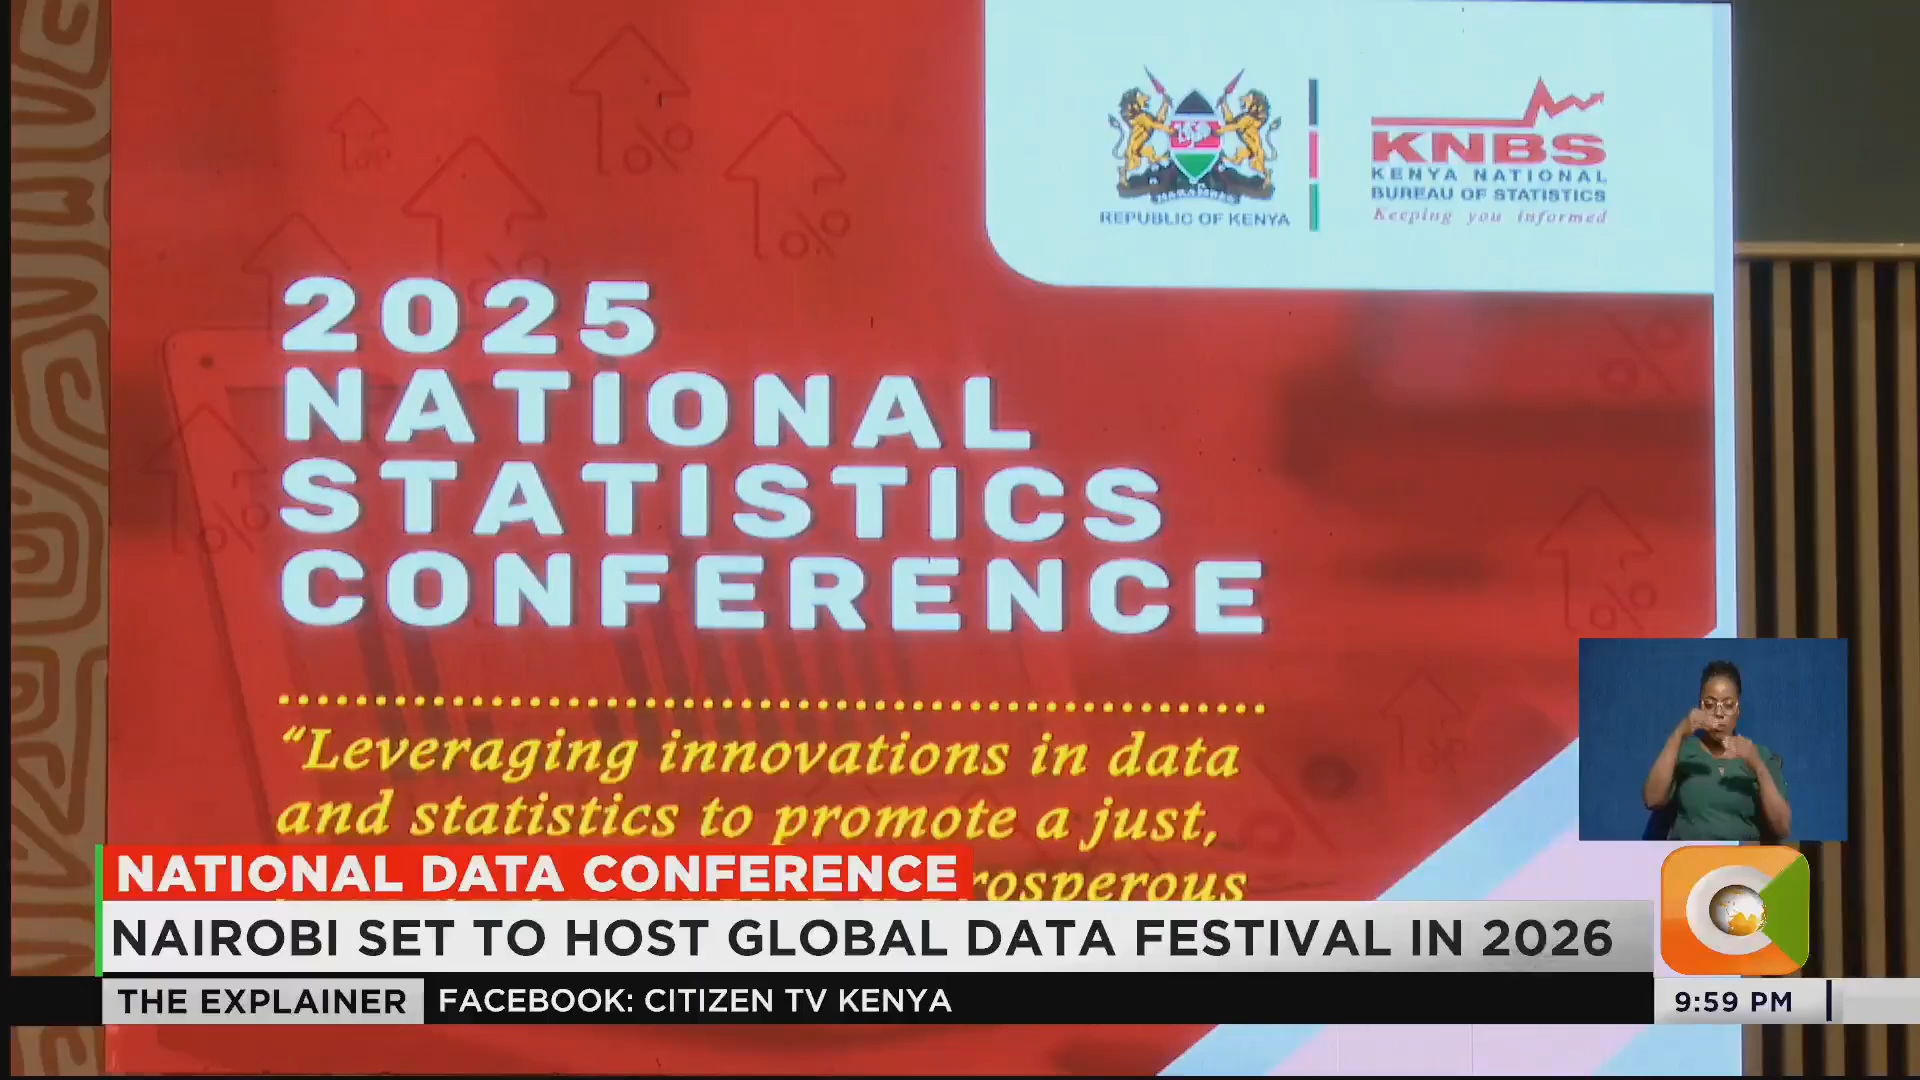 REPUBLIC OF KENYA
KNBS
KENYA NATIONAL
BUREAU OF STATISTICS
Keeping you informed
2025
NATIONAL
STATISTICS
CONFERENCE
“Leveraging innovations in data
and statistics to promote a just,
rosperous
NATIONAL DATA CONFERENCE
NAIROBI SET TO HOST GLOBAL DATA FESTIVAL IN 2026
THE EXPLAINER
FACEBOOK: CITIZEN TV KENYA
9:59 PM